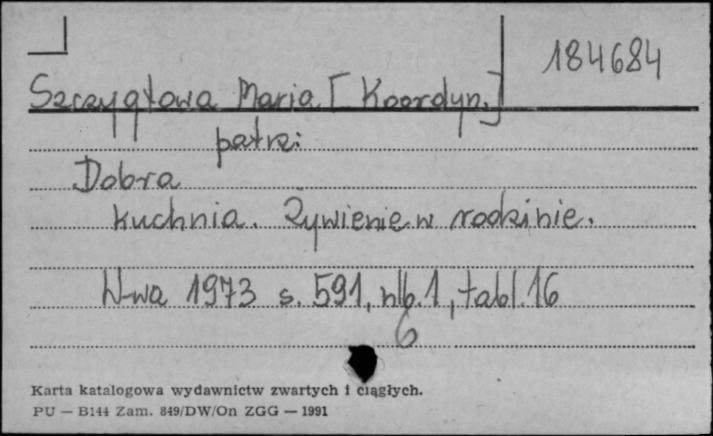 184684
Szczygłowa Maria [Koordyn.]
patrz:
Dobra
kuchnia. Żywienie w rodzinie.
W-wa 1973 s. 591, nlb. 1, tabl. 16
6
Karta katalogowa wydawnictw zwartych i ciągłych.
PU — B144 Zam. 849/DW/On ZGG — 1991